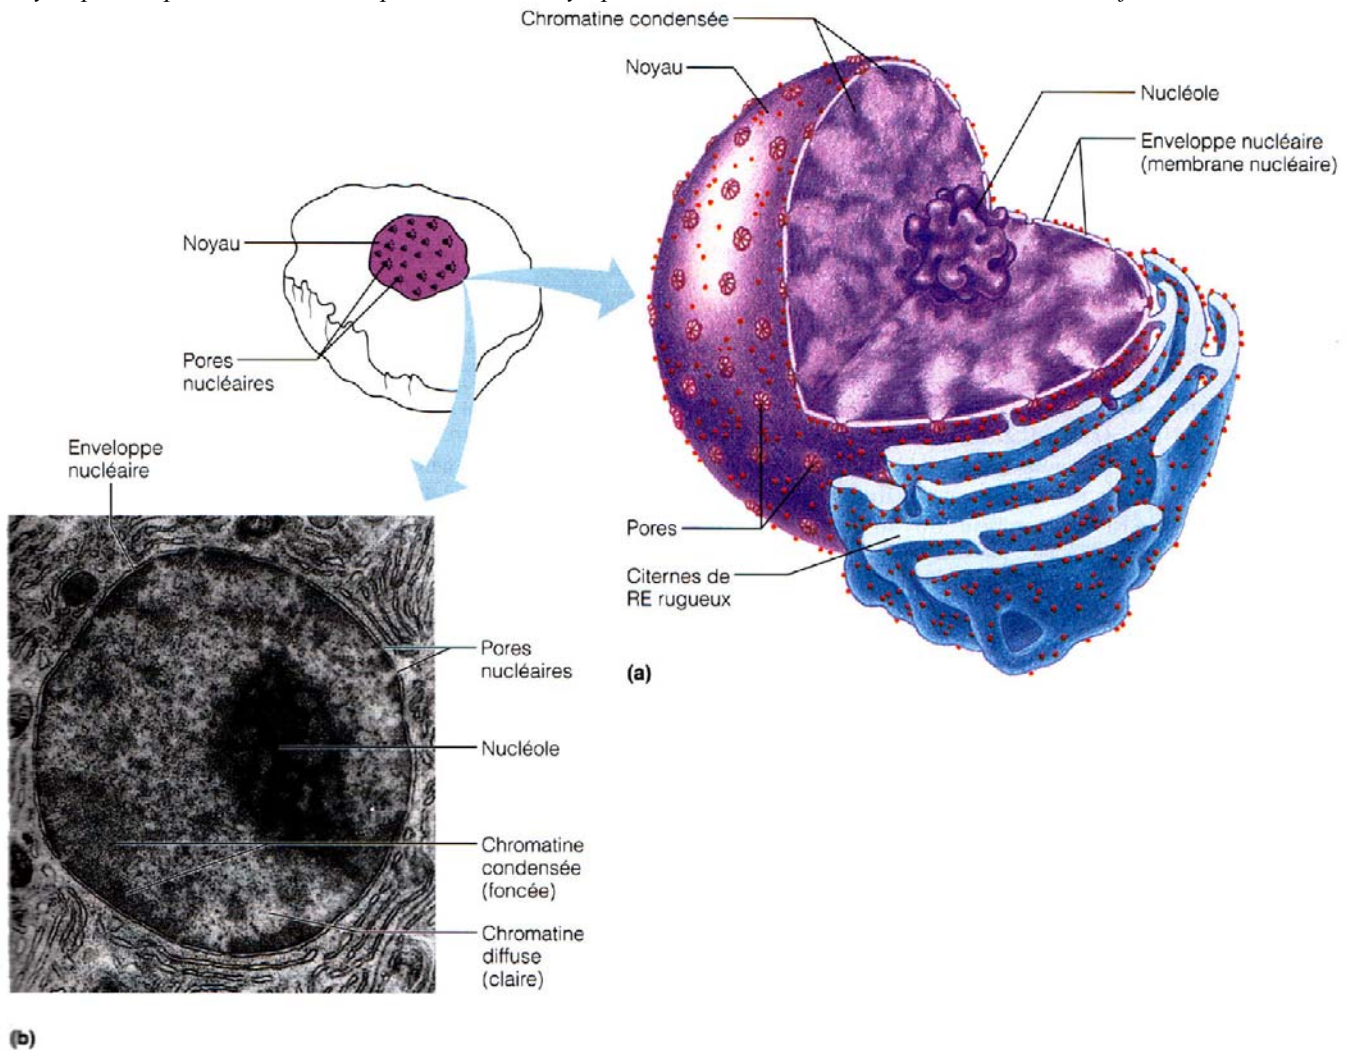 Chromatine condensée
Noyau
Nucléole
Enveloppe nucléaire
(membrane nucléaire)
Noyau
Pores
nucléaires
Enveloppe
nucléaire
Pores
Citernes de
RE rugueux
(a)
Pores
nucléaires
Nucléole
Chromatine
condensée
(foncée)
Chromatine
diffuse
(claire)
(b)